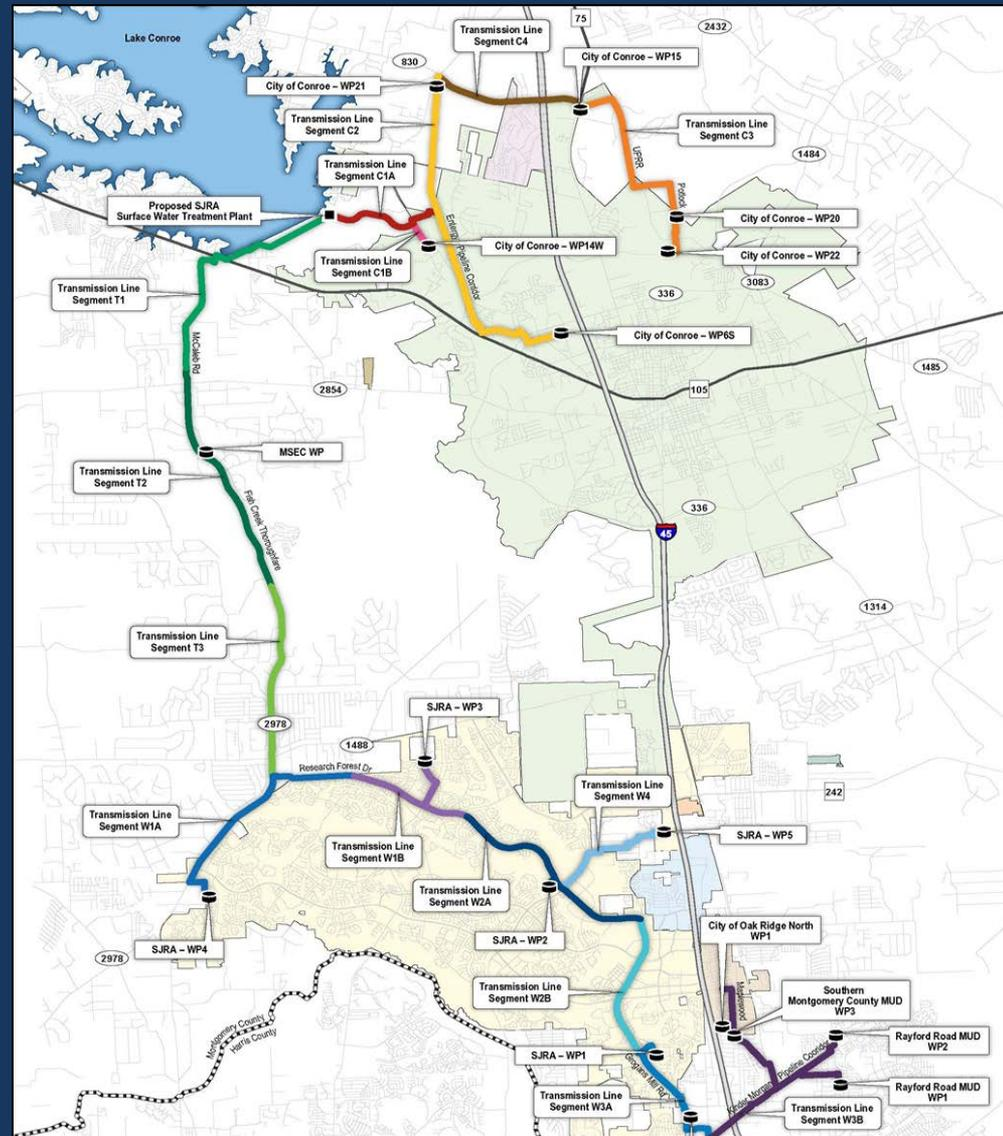 75
2432
Lake Conroe
Transmission Line
Segment C4
830
City of Conroe – WP15
City of Conroe – WP21
Transmission Line
Segment C2
Transmission Line
Segment C3
UPRR
1484
Transmission Line
Segment C1A
Pollok
Proposed SJRA
Surface Water Treatment Plant
City of Conroe – WP20
Entergy Pipeline Corridor
City of Conroe – WP14W
City of Conroe – WP22
Transmission Line
Segment C1B
3083
Transmission Line
Segment T1
336
City of Conroe – WP6S
McCaleb Rd
1485
2854
105
MSEC WP
Transmission Line
Segment T2
Fish Creek Thoroughfare
336
45
1314
Transmission Line
Segment T3
SJRA – WP3
2978
1488
Research Forest Dr
Transmission Line
Segment W4
242
Transmission Line
Segment W1A
SJRA – WP5
Transmission Line
Segment W1B
Transmission Line
Segment W2A
SJRA – WP4
SJRA – WP2
City of Oak Ridge North
WP1
2978
Transmission Line
Segment W2B
Southern
Montgomery County MUD
WP3
Montgomery County
Harris County
SJRA – WP1
Rayford Road MUD
WP2
Grogans Mill Rd
Kinder Morgan Pipeline Cooridor
Rayford Road MUD
WP1
Transmission Line
Segment W3A
Transmission Line
Segment W3B